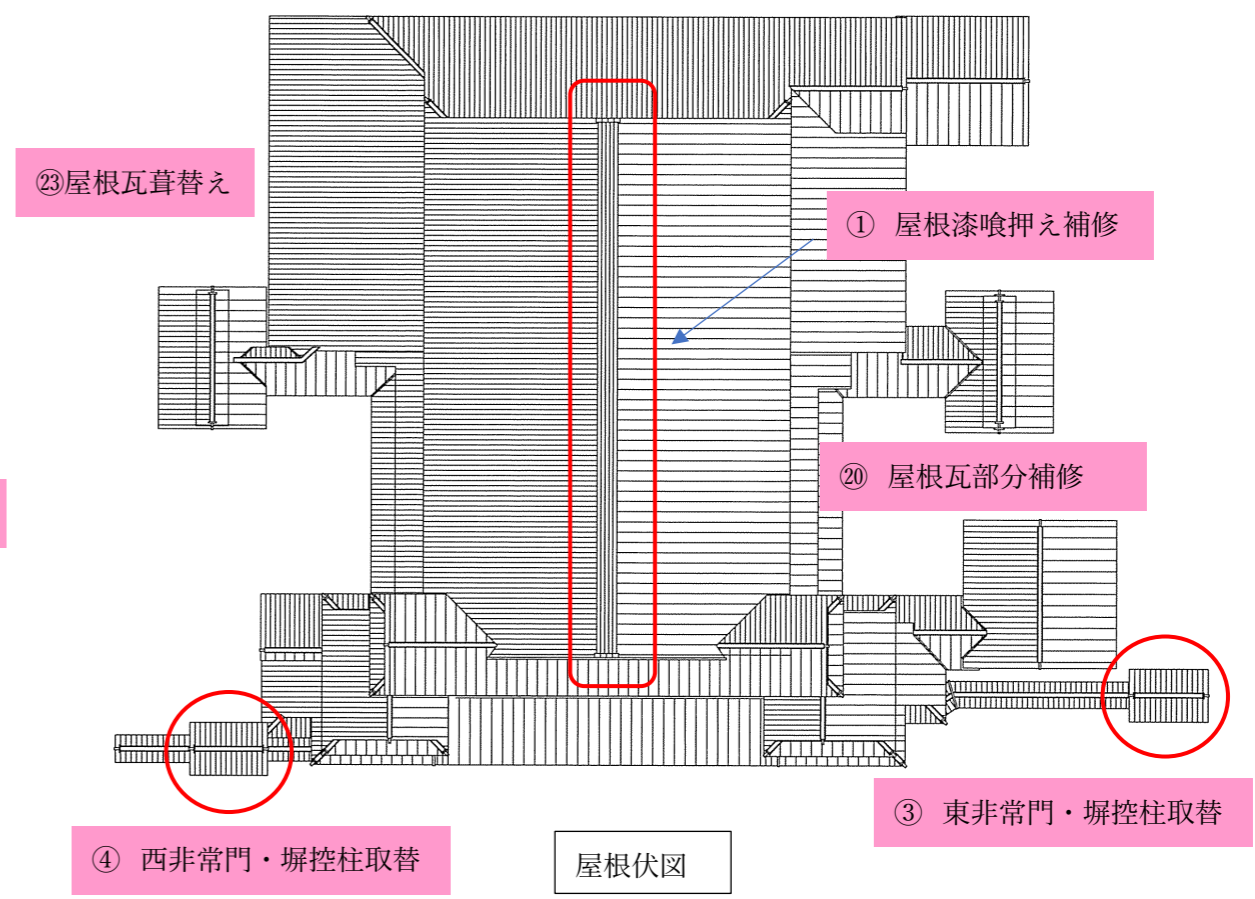 ㉓屋根瓦葺替え
① 屋根漆喰押え補修
⑳ 屋根瓦部分補修
③ 東非常門・塀控柱取替
④ 西非常門・塀控柱取替
屋根伏図